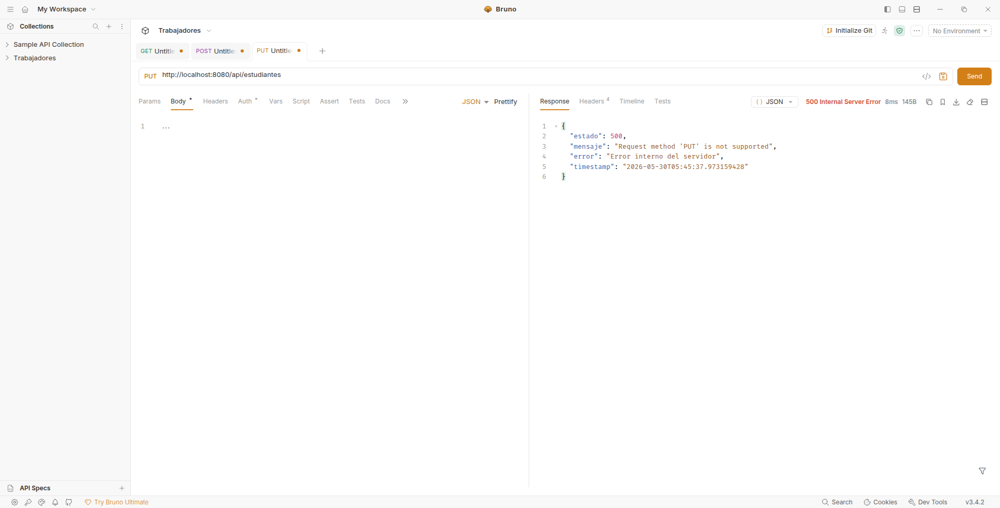 My Workspace
Bruno
Collections
Sample API Collection
Trabajadores
Trabajadores
Initialize Git
No Environment
GET Untitle
POST Untitle
PUT Untitle
PUT http://localhost:8080/api/estudiantes
</>
Send
Params Body Headers Auth Vars Script Assert Tests Docs
JSON Prettify
1 ...
Response Headers 4 Timeline Tests
{ } JSON 500 Internal Server Error 8ms 145B
1 {
2 "estado": 500,
3 "mensaje": "Request method 'PUT' is not supported",
4 "error": "Error interno del servidor",
5 "timestamp": "2026-05-30T05:45:37.973159428"
6 }
API Specs
Try Bruno Ultimate
Search Cookies Dev Tools v3.4.2